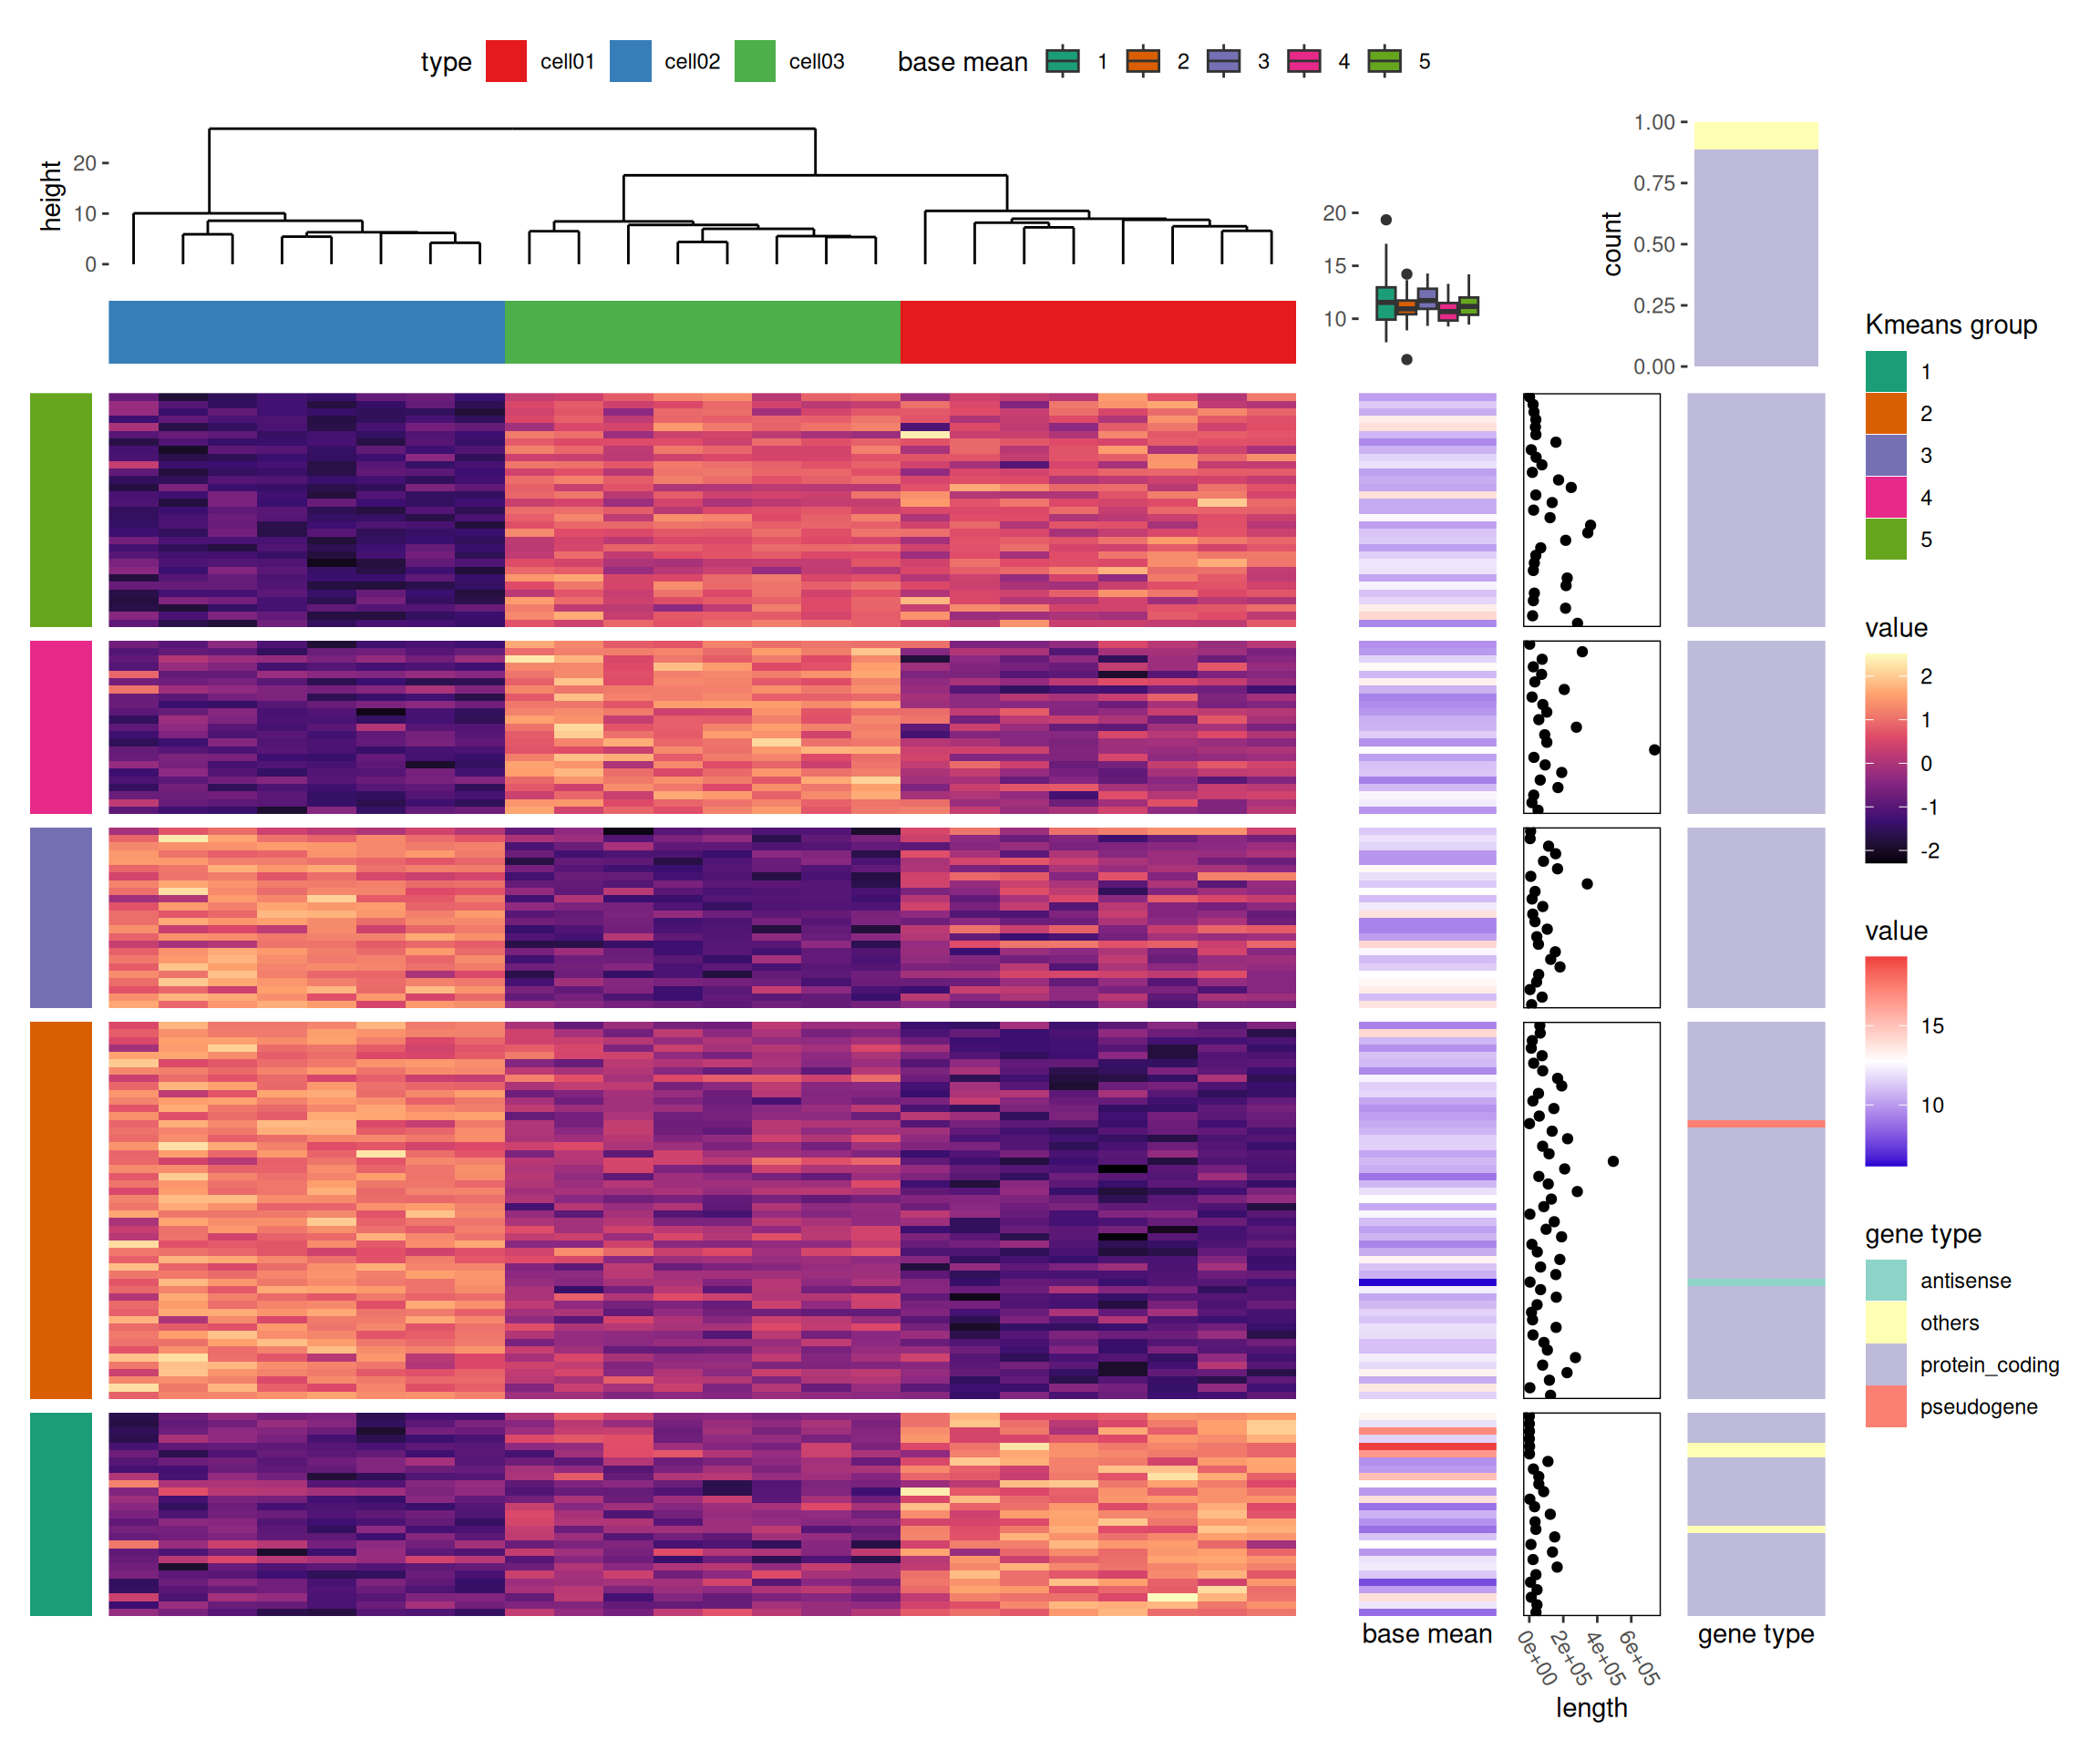 type cell01 cell02 cell03 base mean 1 2 3 4 5
height
20
10
0
20
15
10
count
1.00
0.75
0.50
0.25
0.00
Kmeans group
1
2
3
4
5
value
2
1
0
-1
-2
value
15
10
gene type
antisense
others
protein_coding
pseudogene
base mean
0e+00 2e+05 4e+05 6e+05
length
gene type